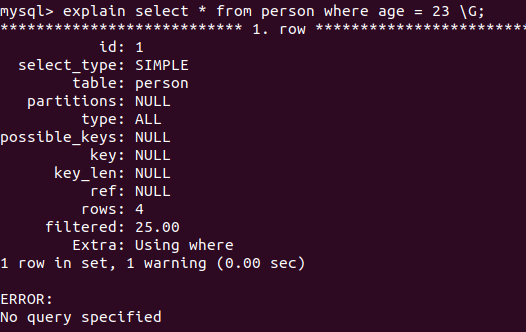 mysql> explain select * from person where age = 23 \G;
*************************** 1. row ************************
id: 1
select_type: SIMPLE
table: person
partitions: NULL
type: ALL
possible_keys: NULL
key: NULL
key_len: NULL
ref: NULL
rows: 4
filtered: 25.00
Extra: Using where
1 row in set, 1 warning (0.00 sec)
ERROR:
No query specified